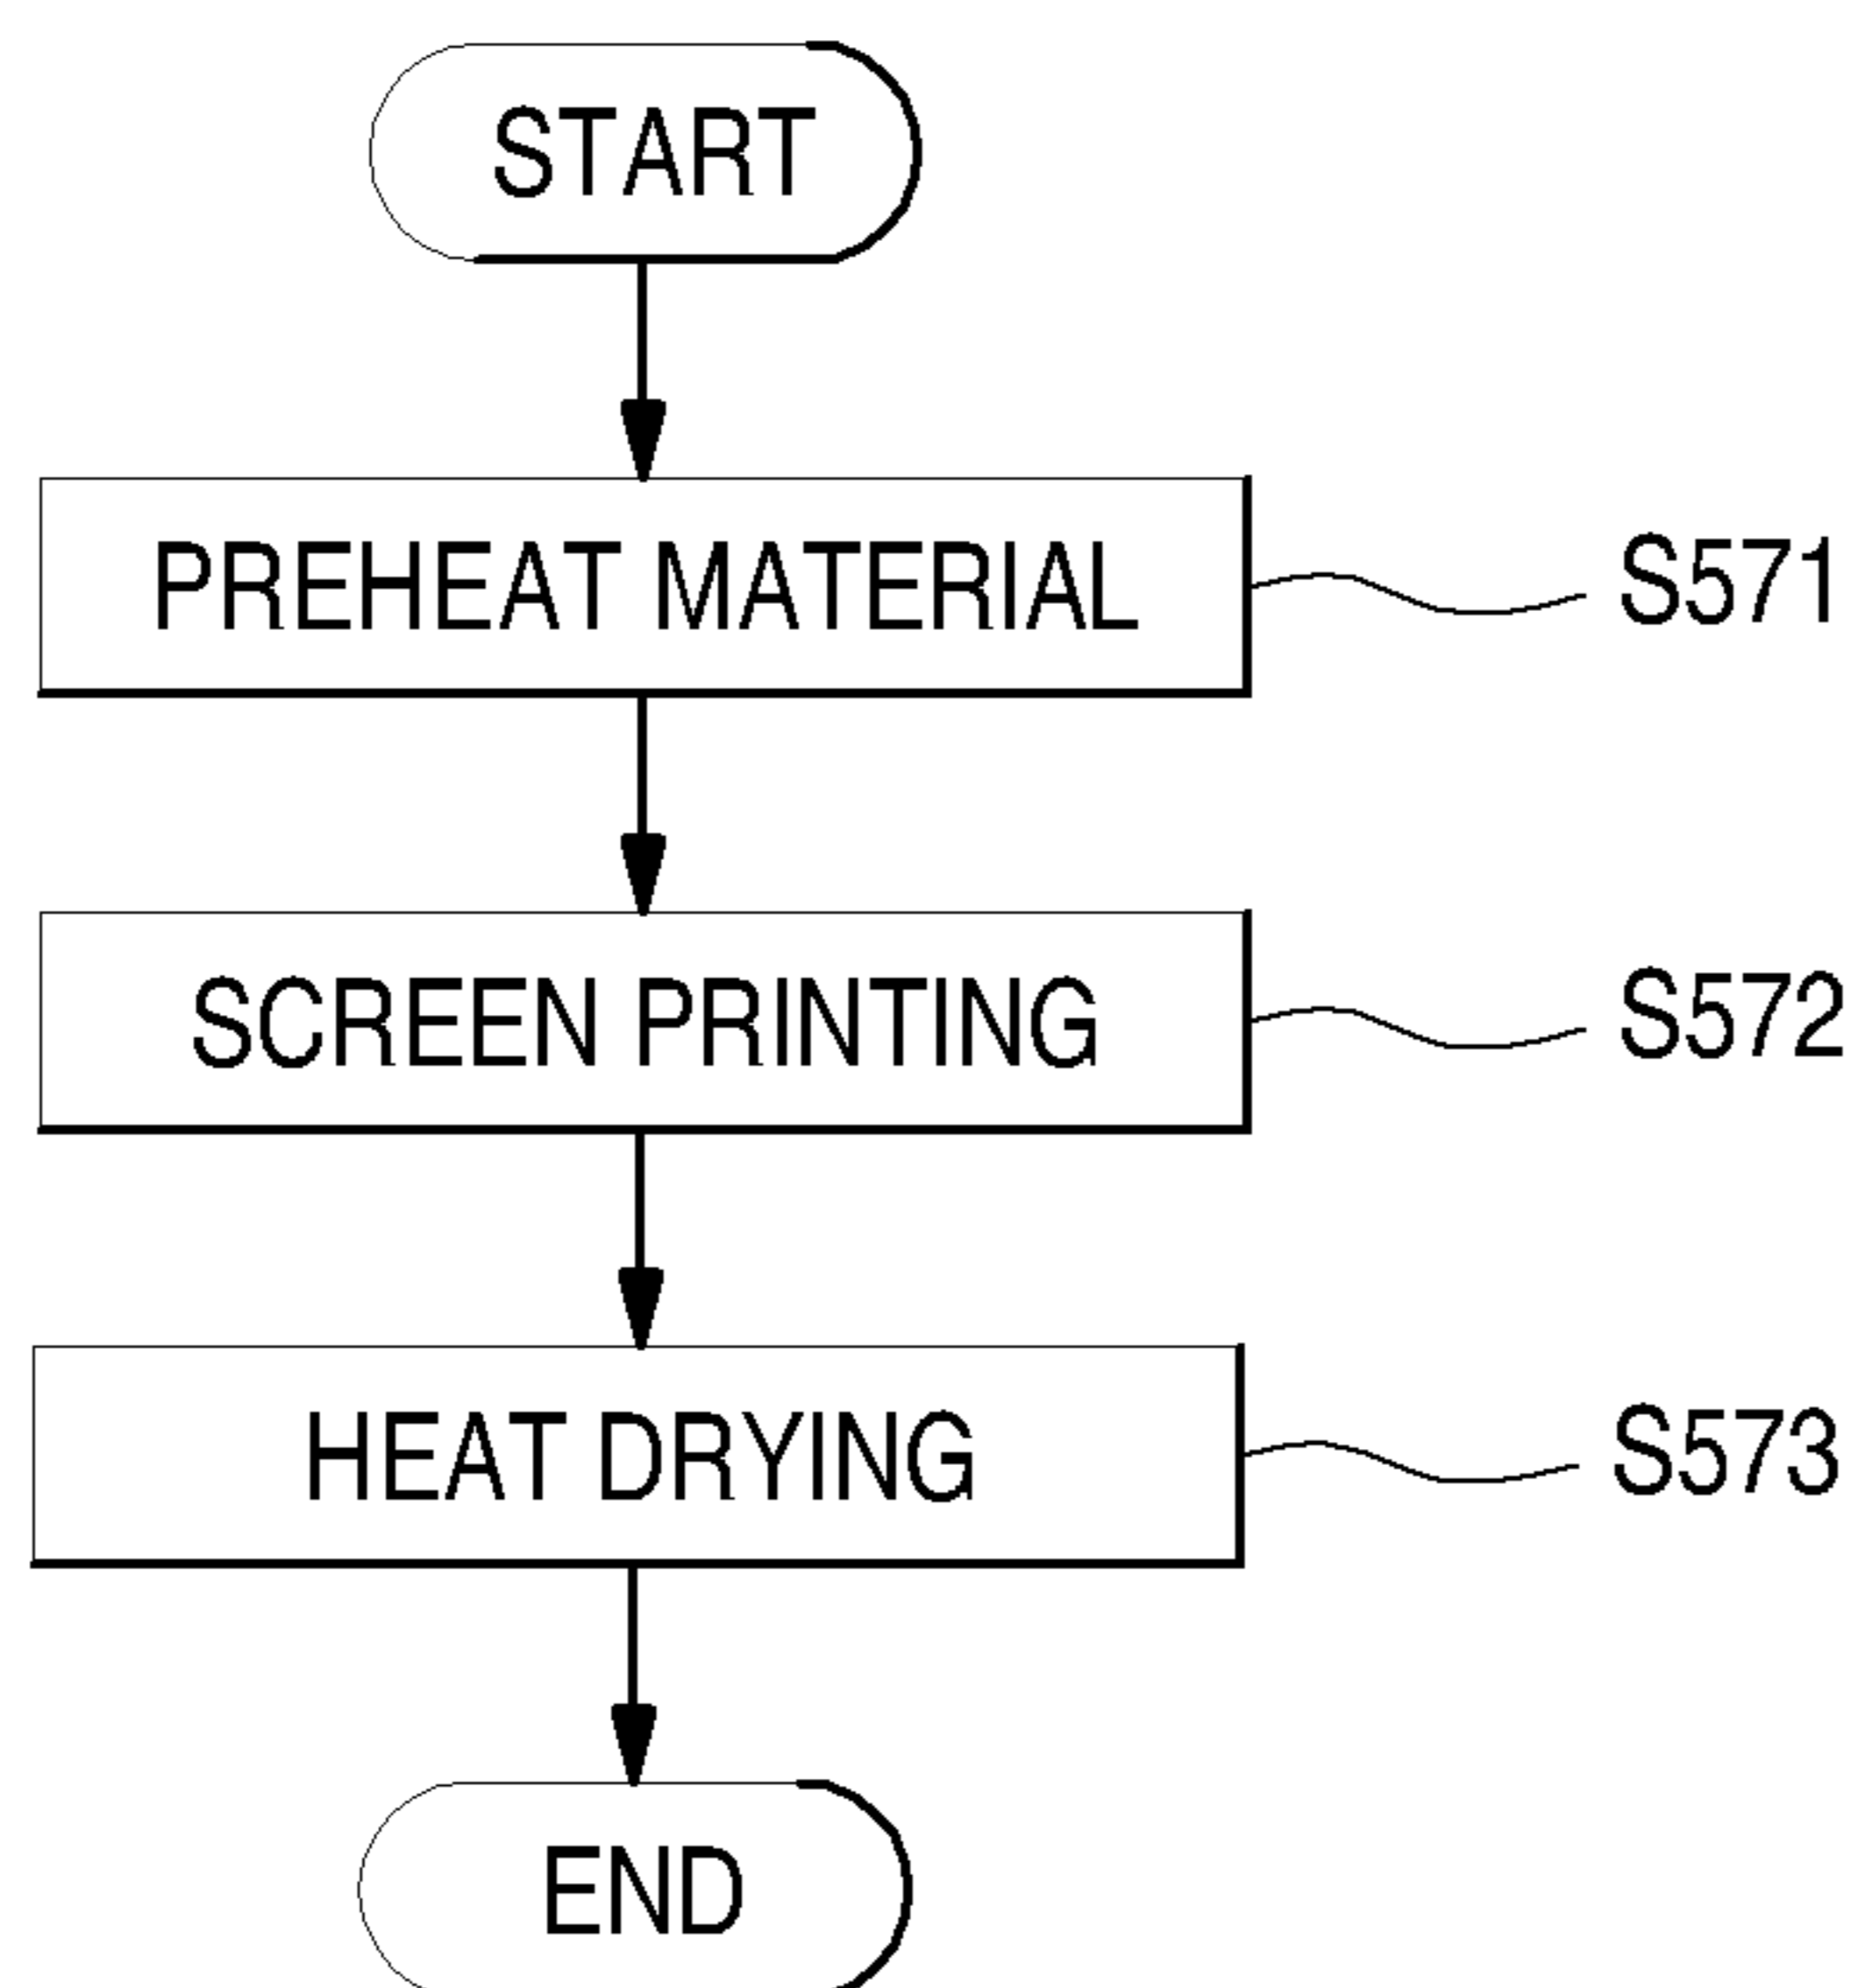 START
PREHEAT MATERIAL
S571
SCREEN PRINTING
S572
HEAT DRYING
S573
END